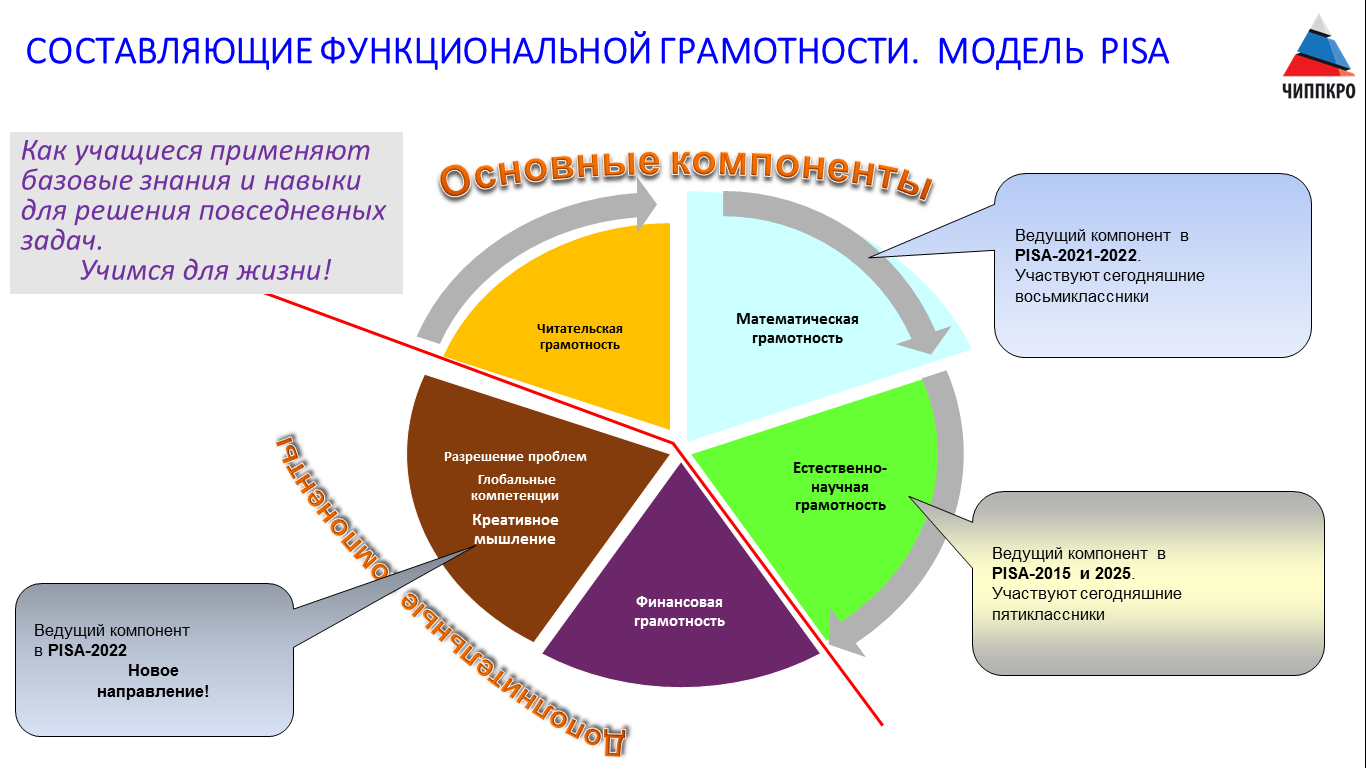 СОСТАВЛЯЮЩИЕ ФУНКЦИОНАЛЬНОЙ ГРАМОТНОСТИ. МОДЕЛЬ PISA
ЧИППКРО
Как учащиеся применяют
базовые знания и навыки
для решения повседневных
задач.
Учимся для жизни!
Основные компоненты
Ведущий компонент в
PISA-2021-2022.
Участвуют сегодняшние
восьмиклассники
Читательская
грамотность
Математическая
грамотность
Разрешение проблем
Глобальные
компетенции
Креативное
мышление
Естественно-
научная
грамотность
Ведущий компонент в
PISA-2015 и 2025.
Участвуют сегодняшние
пятиклассники
Финансовая
грамотность
Ведущий компонент
в PISA-2022
Новое
направление!
Дополнительные омпоненты